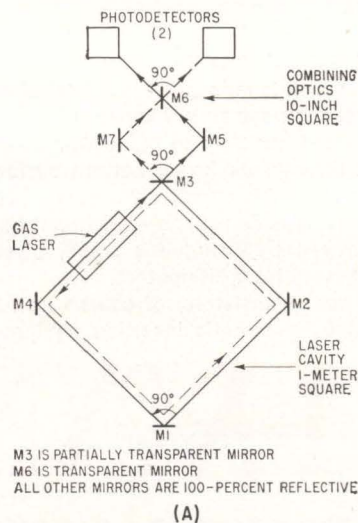 PHOTODETECTORS
(2)
90°
M6
COMBINING
OPTICS
10-INCH
SQUARE
M7
M5
90°
M3
GAS
LASER
M4
M2
LASER
CAVITY
1-METER
SQUARE
90°
M1
M3 IS PARTIALLY TRANSPARENT MIRROR
M6 IS TRANSPARENT MIRROR
ALL OTHER MIRRORS ARE 100-PERCENT REFLECTIVE
(A)